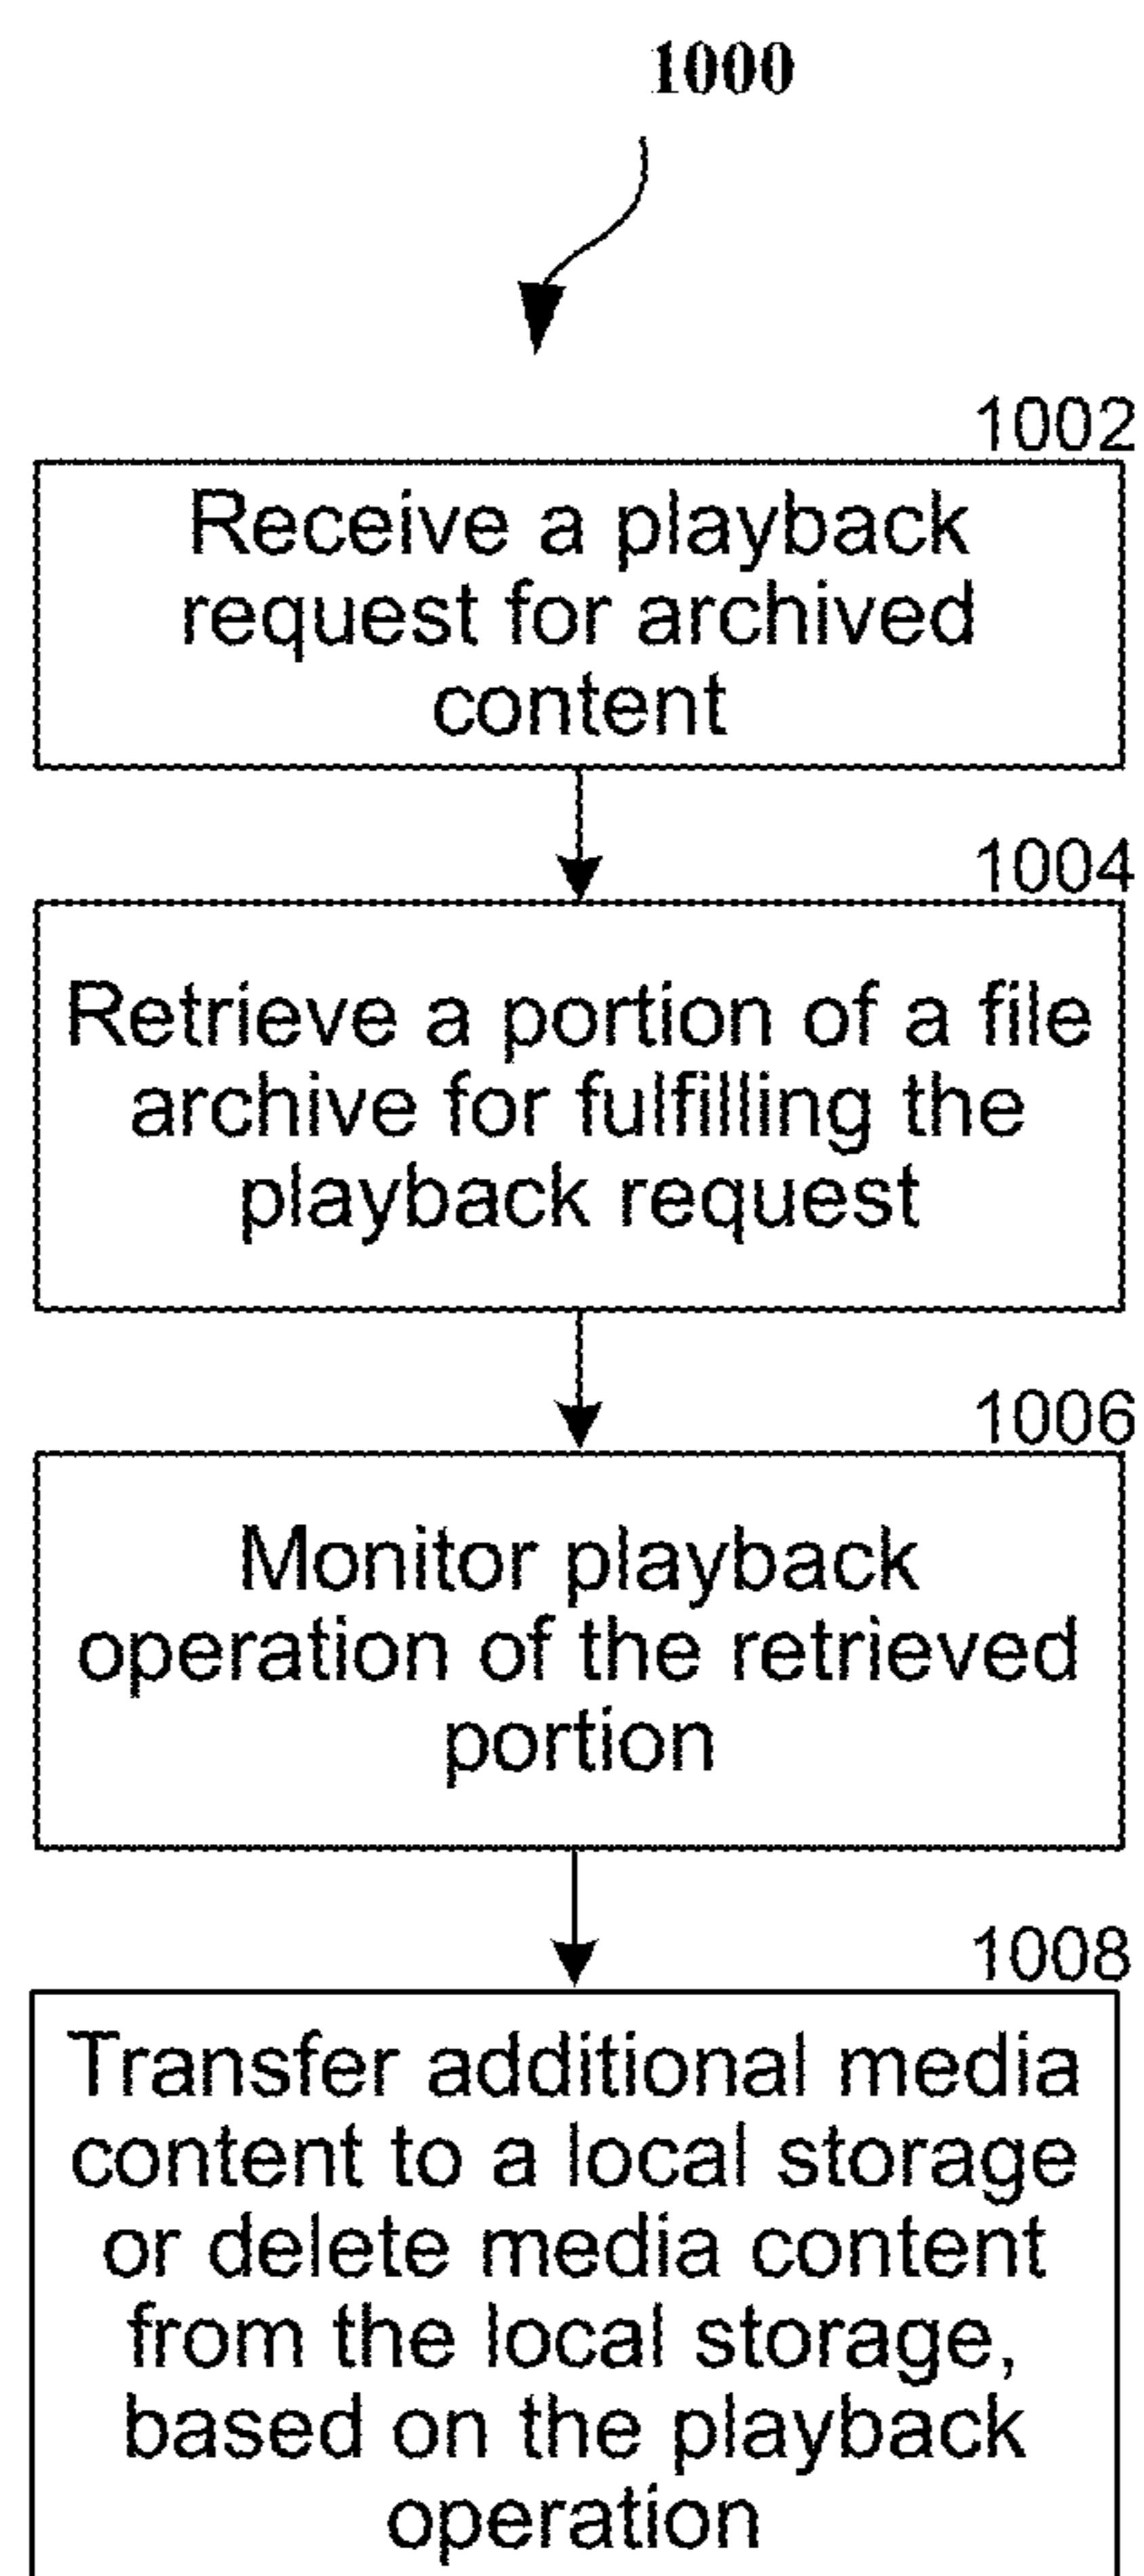 1000
1002
Receive a playback
request for archived
content
1004
Retrieve a portion of a file
archive for fulfilling the
playback request
1006
Monitor playback
operation of the retrieved
portion
1008
Transfer additional media
content to a local storage
or delete media content
from the local storage,
based on the playback
operation